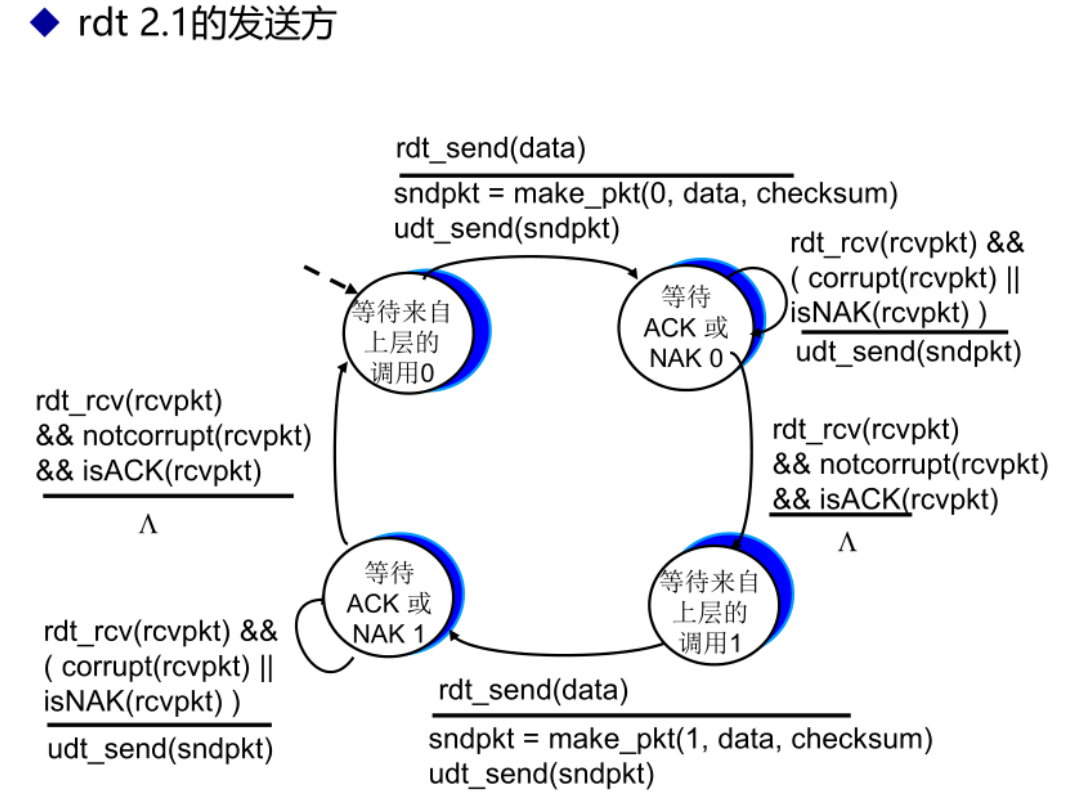 rdt 2.1的发送方
rdt_send(data)
sndpkt = make_pkt(0, data, checksum)
udt_send(sndpkt)
等待来自
上层的
调用0
等待
ACK 或
NAK 0
rdt_rcv(rcvpkt) &&
( corrupt(rcvpkt) ||
isNAK(rcvpkt) )
udt_send(sndpkt)
rdt_rcv(rcvpkt)
&& notcorrupt(rcvpkt)
&& isACK(rcvpkt)
Λ
rdt_rcv(rcvpkt)
&& notcorrupt(rcvpkt)
&& isACK(rcvpkt)
Λ
等待
ACK 或
NAK 1
等待来自
上层的
调用1
rdt_rcv(rcvpkt) &&
( corrupt(rcvpkt) ||
isNAK(rcvpkt) )
udt_send(sndpkt)
rdt_send(data)
sndpkt = make_pkt(1, data, checksum)
udt_send(sndpkt)